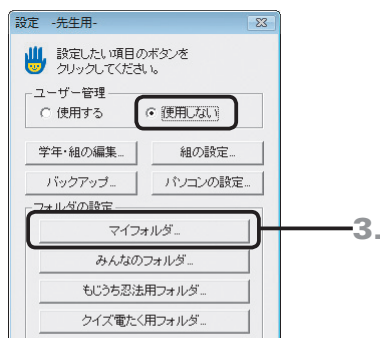 設定 -先生用-
設定したい項目の ボタンを
クリックしてください。
ユーザー管理
使用する 使用しない
学年・組の編集... 組の設定...
バックアップ... パソコンの設定...
フォルダの設定
マイフォルダ...
3.
みんなのフォルダ...
もじうち忍法用フォルダ...
クイズ電たく用フォルダ...